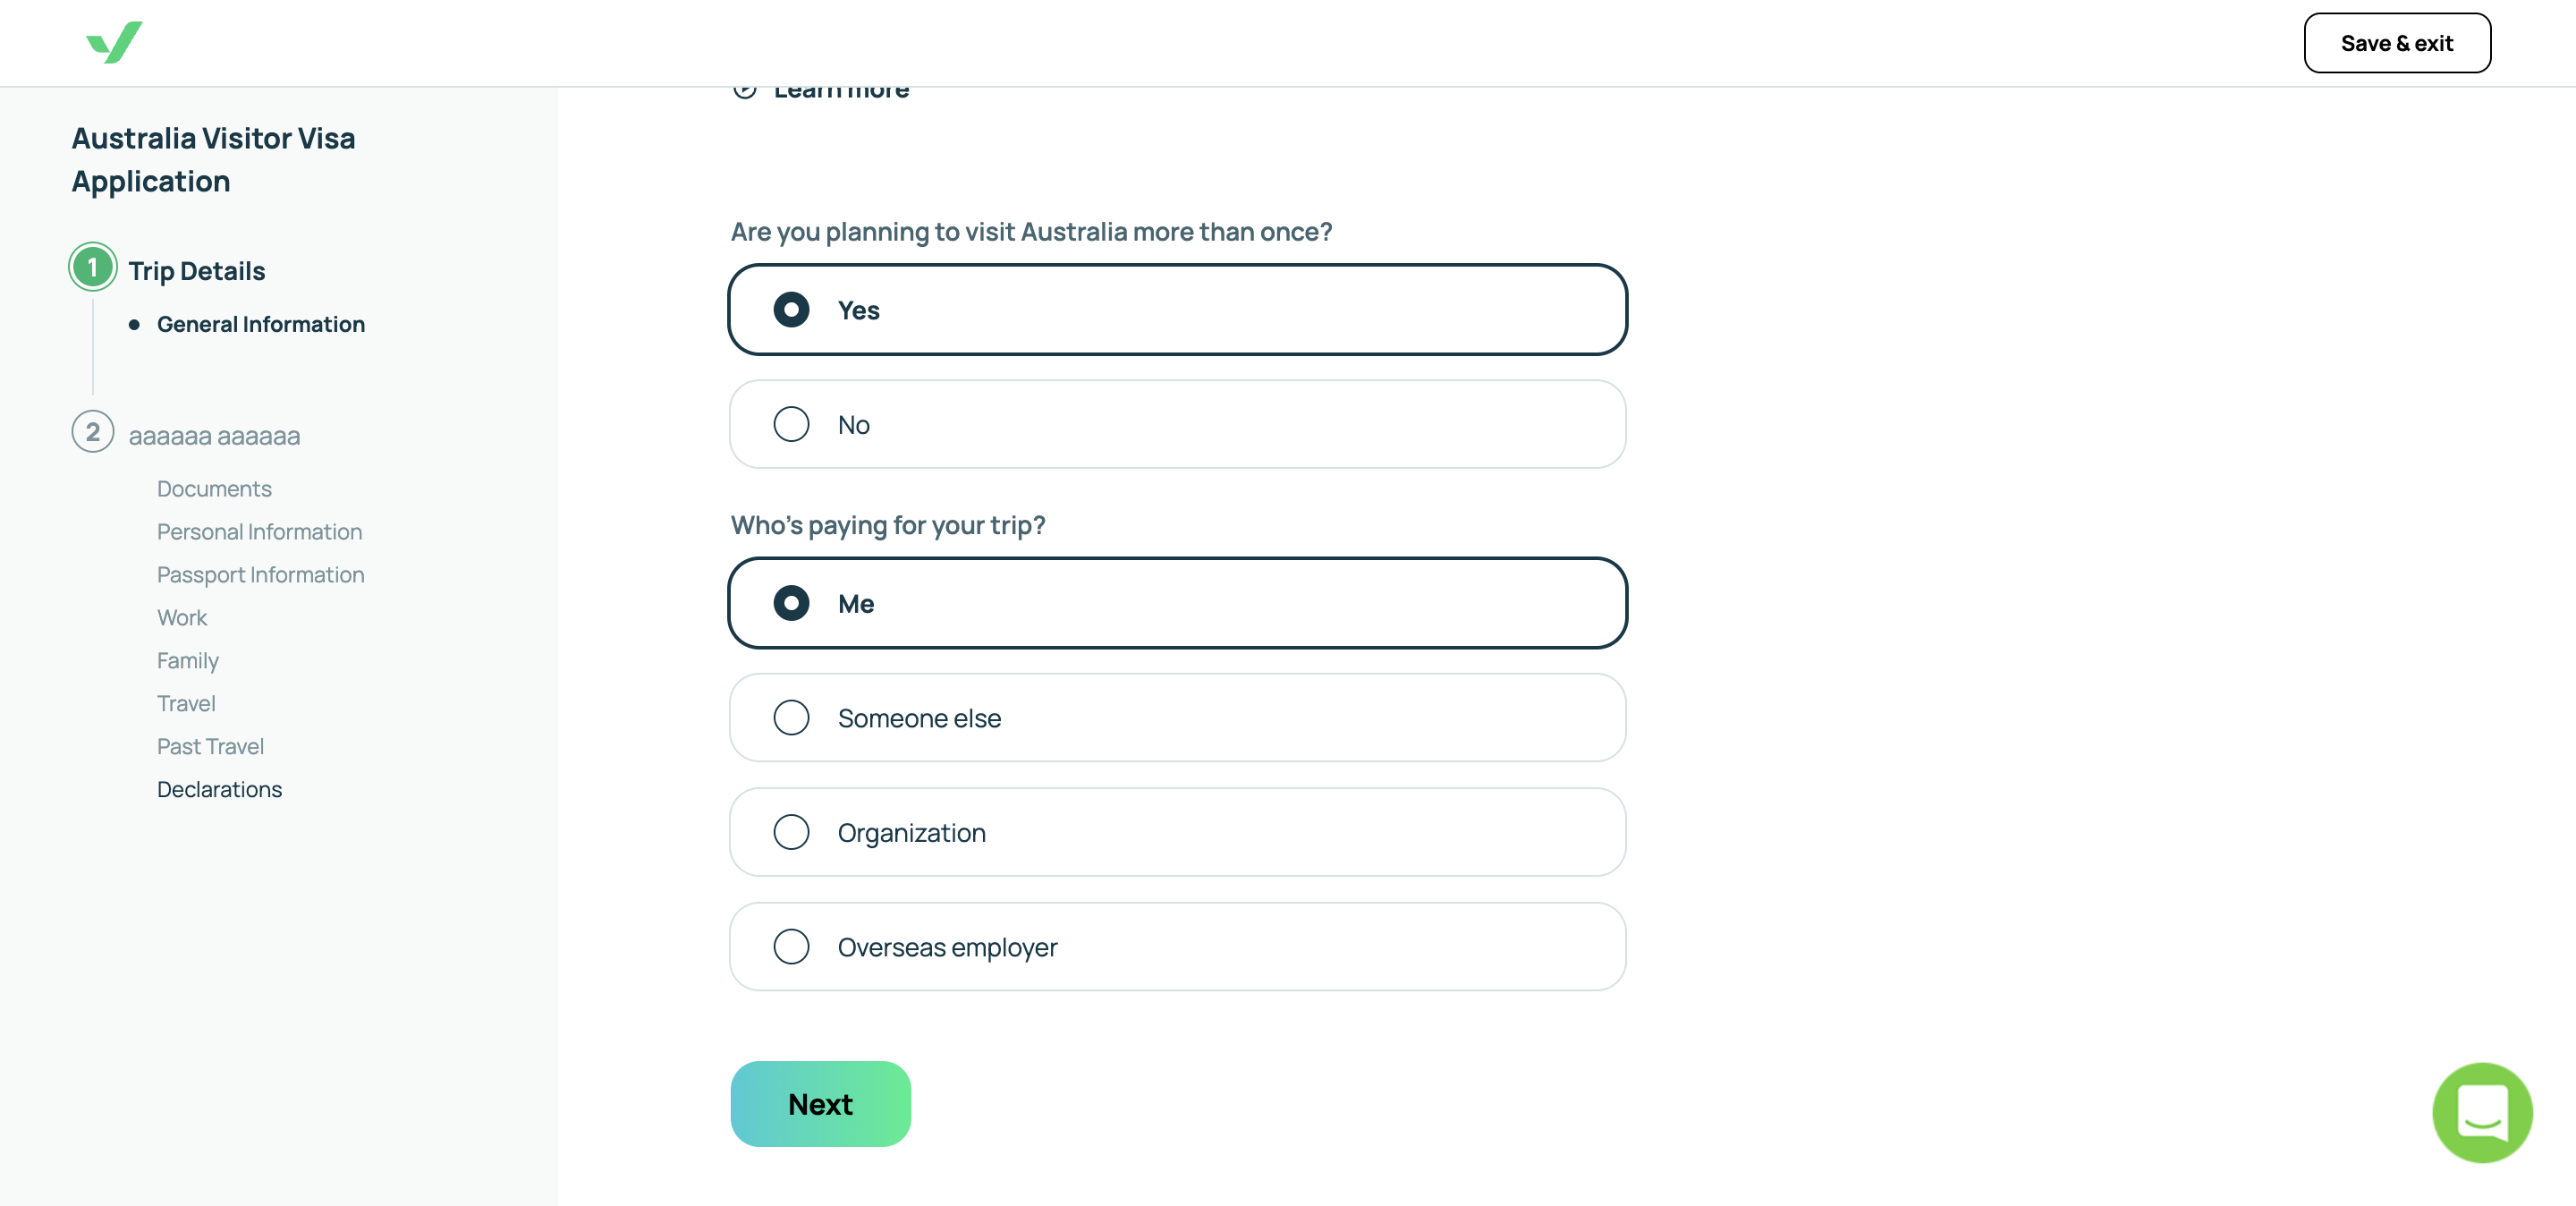 Save & exit
Australia Visitor Visa
Application
1 Trip Details
General Information
2 aaaaaa aaaaaa
Documents
Personal Information
Passport Information
Work
Family
Travel
Past Travel
Declarations
Learn more
Are you planning to visit Australia more than once?
Yes
No
Who's paying for your trip?
Me
Someone else
Organization
Overseas employer
Next